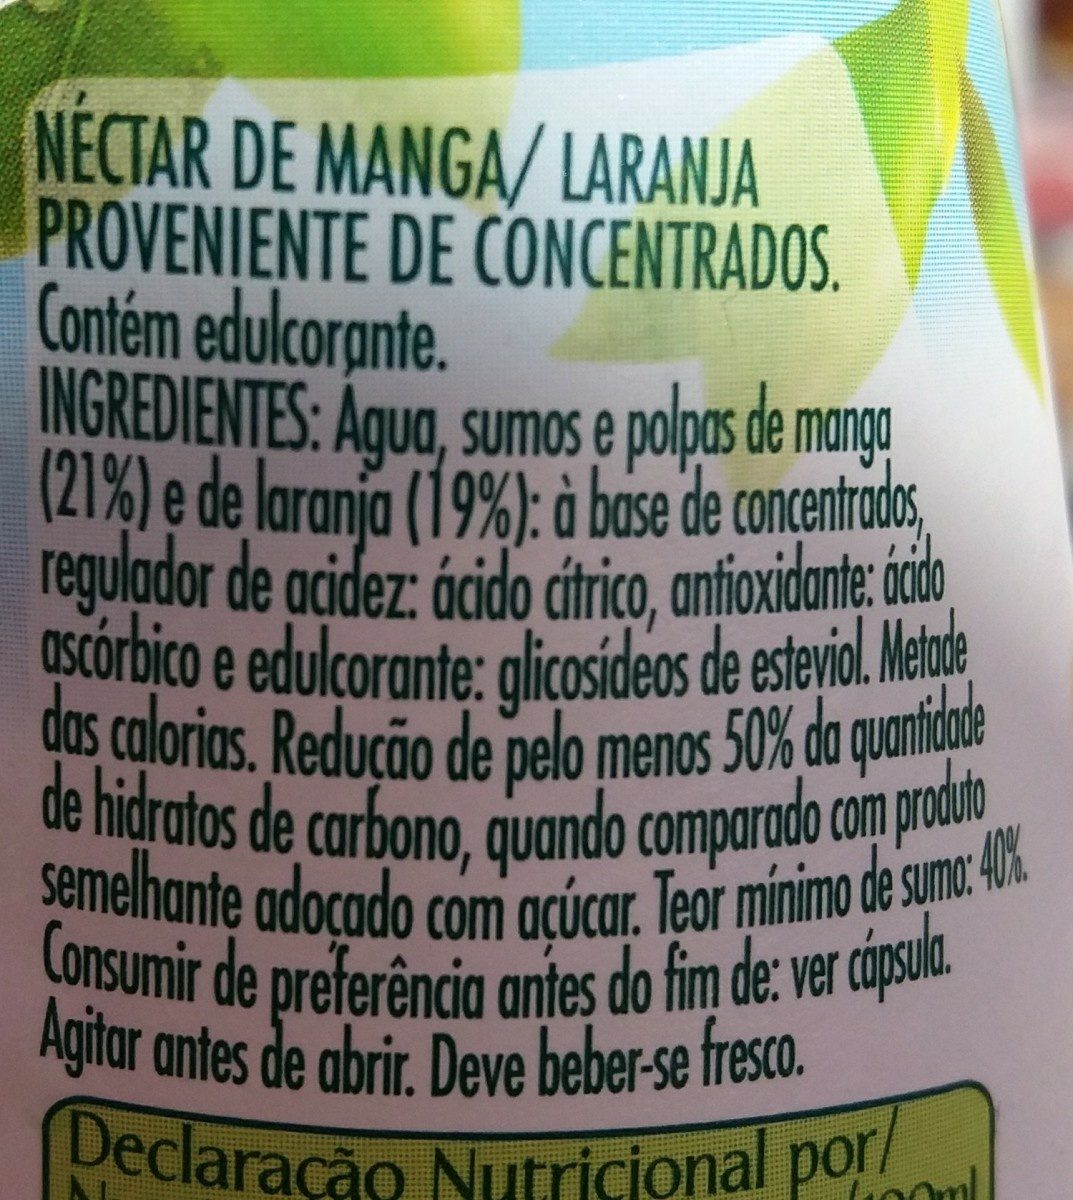 NÉCTAR DE MANGA/ LARANJA
PROVENIENTE DE CONCENTRADOS.
Contém edulcorante.
INGREDIENTES: Água, sumos e polpas de manga
(21%) e de laranja (19%): à base de concentrados,
regulador de acidez: ácido cítrico, antioxidante: ácido
ascórbico e edulcorante: glicosídeos de esteviol. Metade
das calorias. Redução de pelo menos 50% da quantidade
de hidratos de carbono, quando comparado com produto
semelhante adoçado com açúcar. Teor mínimo de sumo: 40%.
Consumir de preferência antes do fim de: ver cápsula.
Agitar antes de abrir. Deve beber-se fresco.
Declaração Nutricional por/